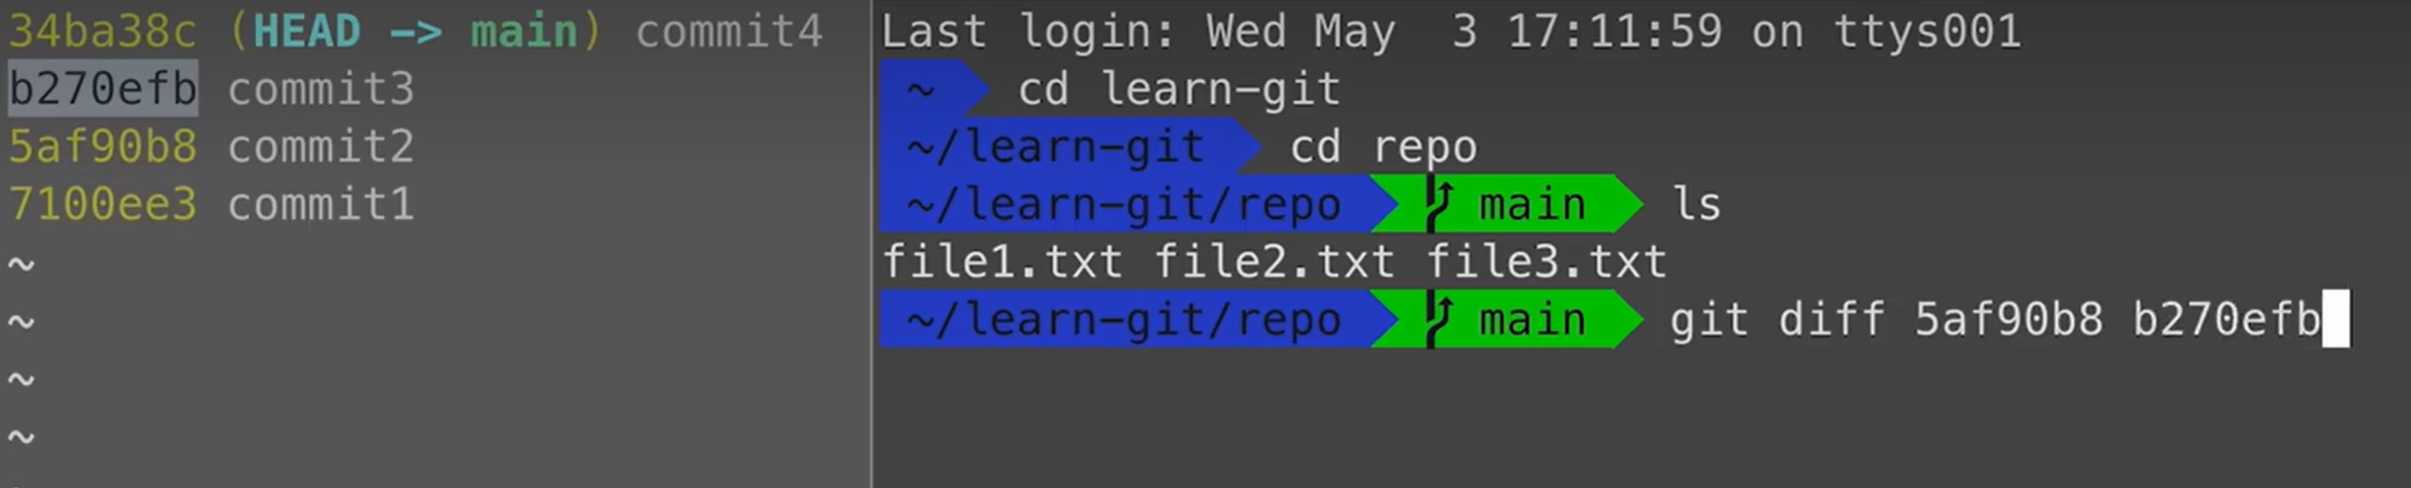 34ba38c (HEAD -> main) commit4
b270efb commit3
5af90b8 commit2
7100ee3 commit1
~
~
~
~
Last login: Wed May  3 17:11:59 on ttys001
~ cd learn-git
~/learn-git cd repo
~/learn-git/repo main ls
file1.txt file2.txt file3.txt
~/learn-git/repo main git diff 5af90b8 b270efb